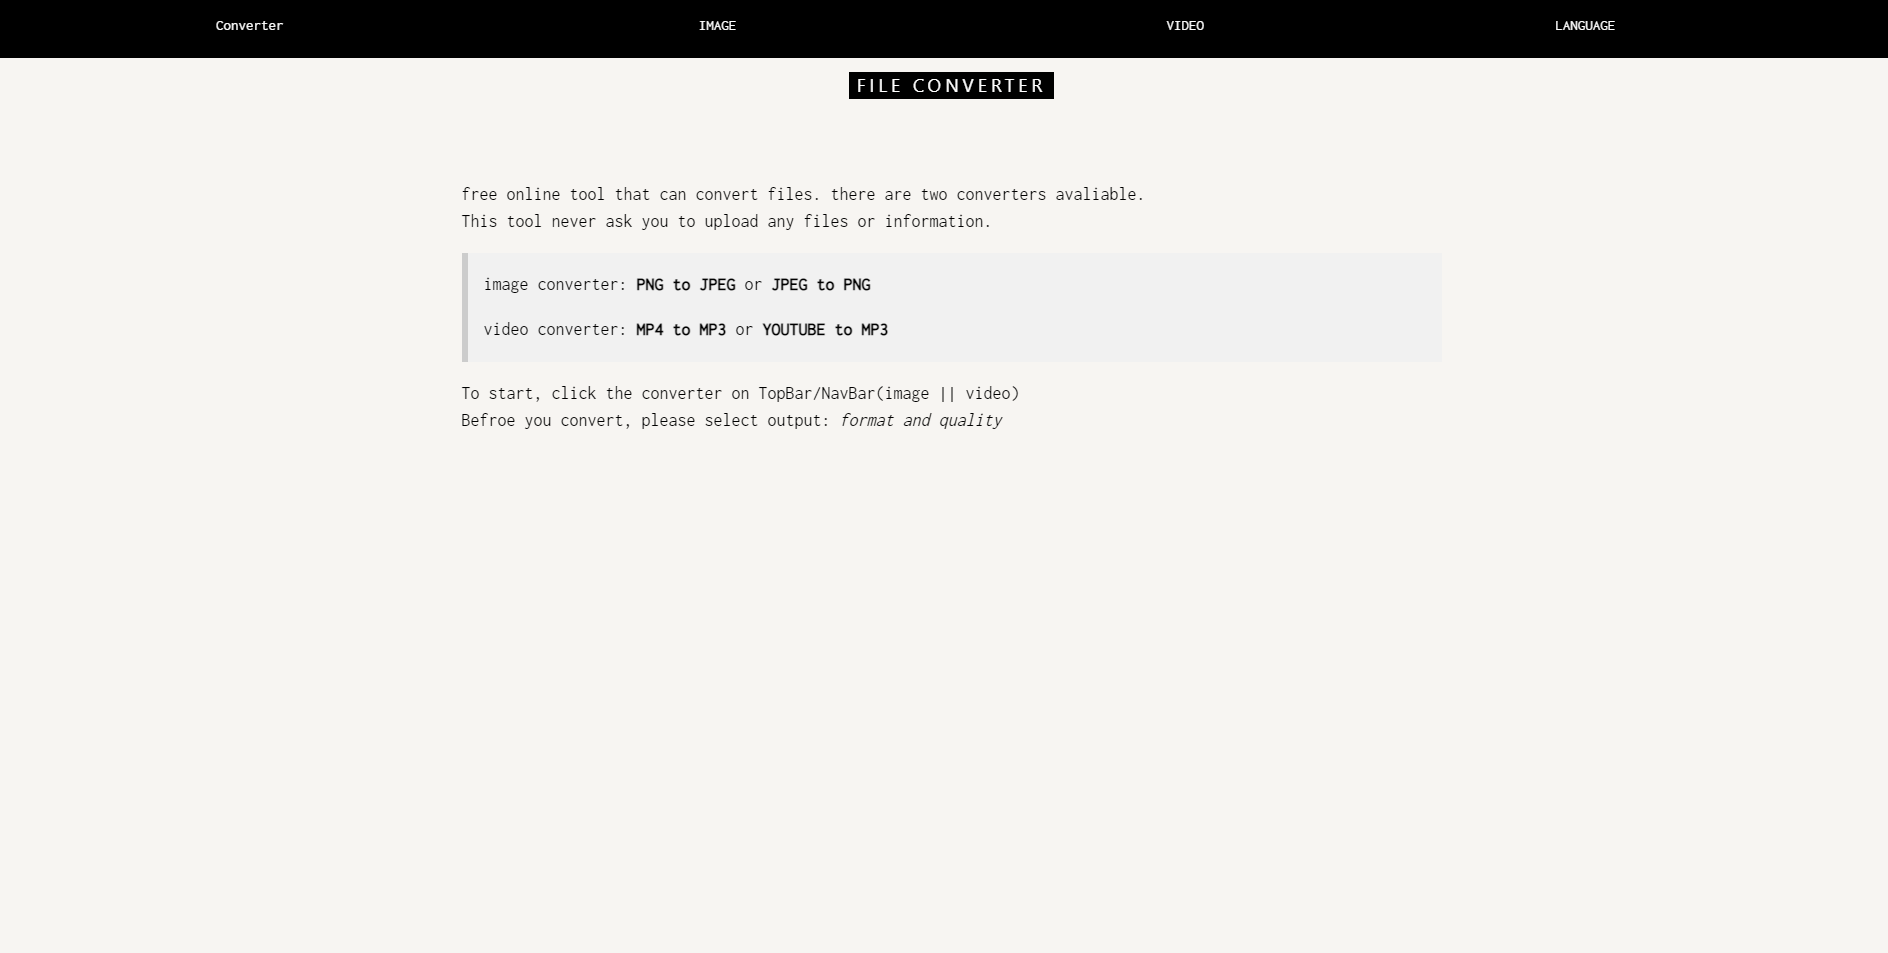 Converter
IMAGE
VIDEO
LANGUAGE
FILE CONVERTER
free online tool that can convert files. there are two converters avaliable.
This tool never ask you to upload any files or information.
image converter: PNG to JPEG or JPEG to PNG
video converter: MP4 to MP3 or YOUTUBE to MP3
To start, click the converter on TopBar/NavBar(image || video)
Befroe you convert, please select output: format and quality